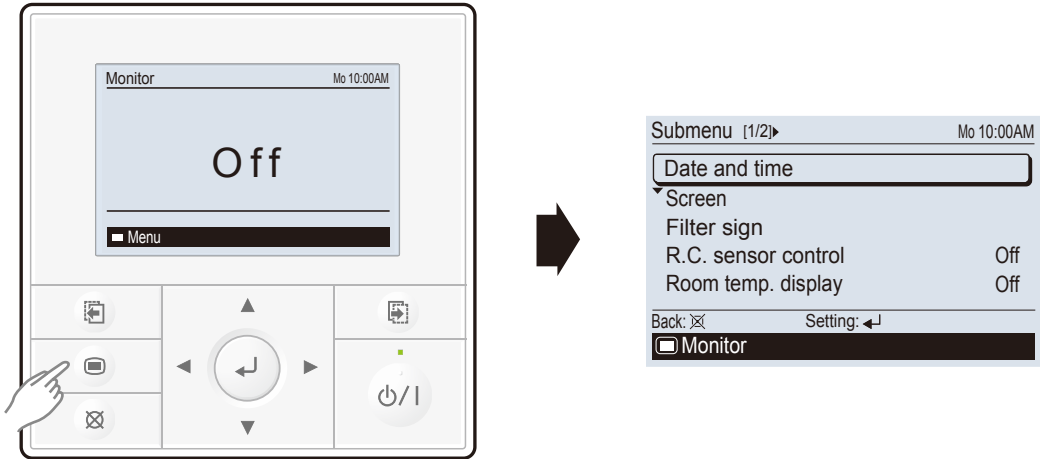 Monitor Mo 10:00AM
Off
Menu
Submenu [1/2] Mo 10:00AM
Date and time
Screen
Filter sign
R.C. sensor control Off
Room temp. display Off
Back: Setting:
Monitor